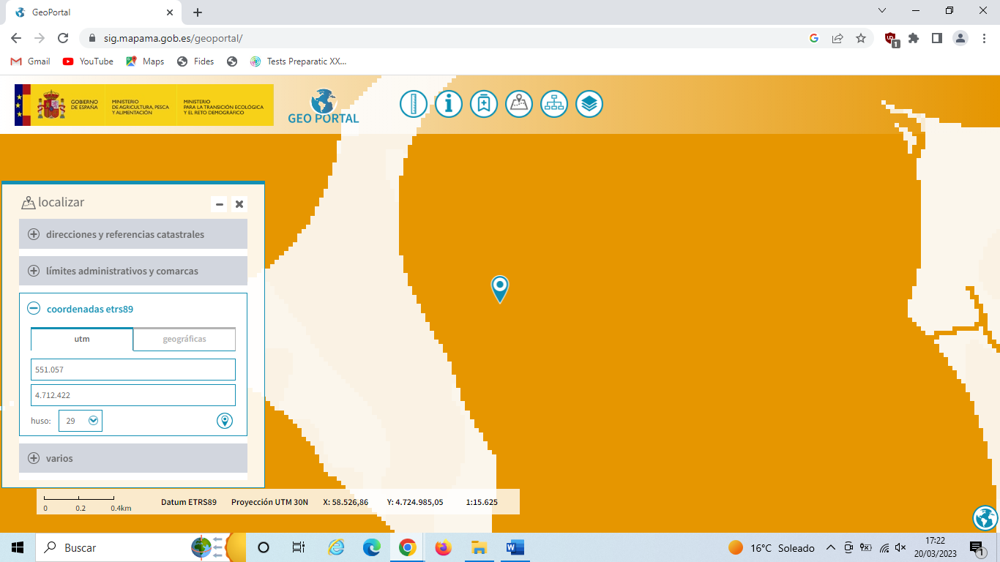 GeoPortal
sig.mapama.gob.es/geoportal/
1
Gmail
YouTube
Maps
Fides
Tests Preparatic XX...
GOBIERNO
DE ESPAÑA
MINISTERIO
DE AGRICULTURA, PESCA
Y ALIMENTACIÓN
MINISTERIO
PARA LA TRANSICIÓN ECOLÓGICA
Y EL RETO DEMOGRÁFICO
GEO PORTAL
localizar
direcciones y referencias catastrales
límites administrativos y comarcas
coordenadas etrs89
utm geográficas
551.057
4.712.422
huso: 29
varios
0 0.2 0.4km
Datum ETRS89 Proyección UTM 30N X: 58.526,86 Y: 4.724.985,05 1:15.625
Buscar
16°C Soleado
17:22
20/03/2023
1